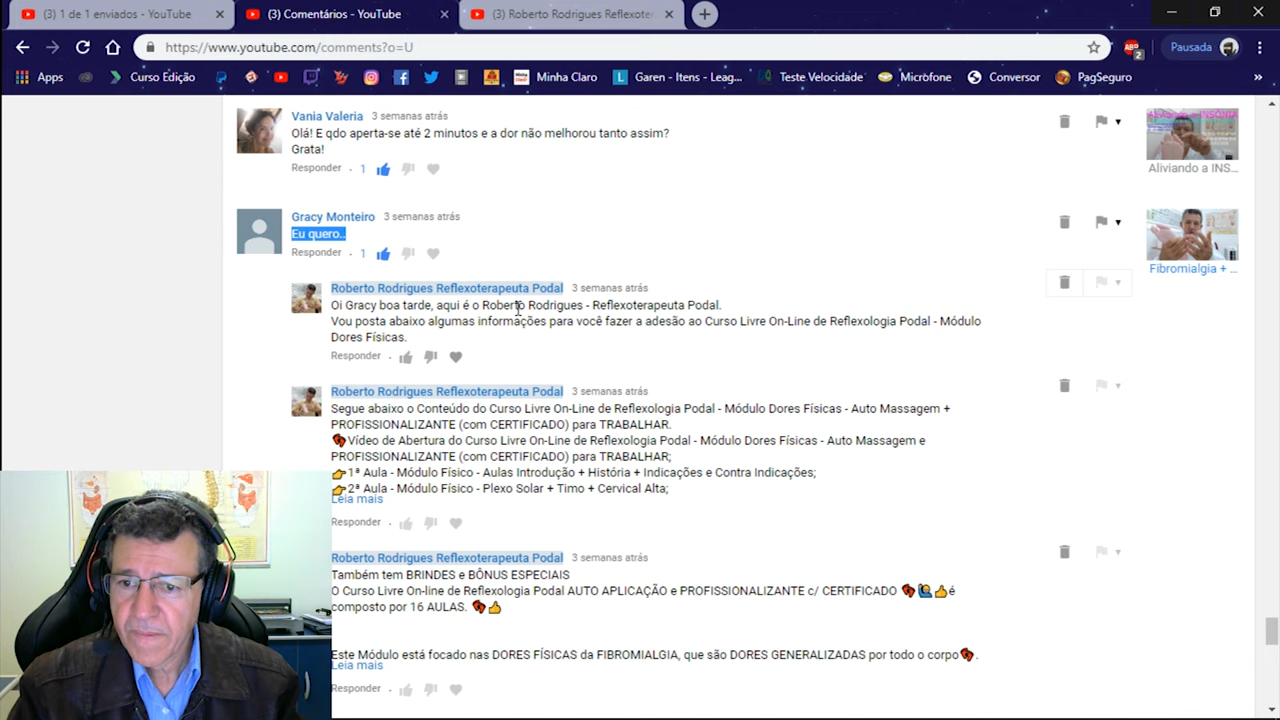 (3) 1 de 1 enviados - YouTube
(3) Comentários - YouTube
(3) Roberto Rodrigues Reflexoter
https://www.youtube.com/comments?o=U
ABP
2
Pausada
Apps
Curso Edição
Minha Claro
Garen - Itens - Leag...
Teste Velocidade
Microfone
Conversor
PagSeguro
»
Vania Valeria 3 semanas atrás
Olá! E qdo aperta-se até 2 minutos e a dor não melhorou tanto assim?
Grata!
Responder · 1
Aliviando a INS...
Gracy Monteiro 3 semanas atrás
Eu quero..
Responder · 1
Fibromialgia + ...
Roberto Rodrigues Reflexoterapeuta Podal 3 semanas atrás
Oi Gracy boa tarde, aqui é o Roberto Rodrigues - Reflexoterapeuta Podal.
Vou posta abaixo algumas informações para você fazer a adesão ao Curso Livre On-Line de Reflexologia Podal - Módulo
Dores Físicas.
Responder ·
Roberto Rodrigues Reflexoterapeuta Podal 3 semanas atrás
Segue abaixo o Conteúdo do Curso Livre On-Line de Reflexologia Podal - Módulo Dores Físicas - Auto Massagem +
PROFISSIONALIZANTE (com CERTIFICADO) para TRABALHAR.
👣Vídeo de Abertura do Curso Livre On-Line de Reflexologia Podal - Módulo Dores Físicas - Auto Massagem e
PROFISSIONALIZANTE (com CERTIFICADO) para TRABALHAR;
👉1ª Aula - Módulo Físico - Aulas Introdução + História + Indicações e Contra Indicações;
👉2ª Aula - Módulo Físico - Plexo Solar + Timo + Cervical Alta;
Leia mais
Responder ·
Roberto Rodrigues Reflexoterapeuta Podal 3 semanas atrás
Também tem BRINDES e BÔNUS ESPECIAIS
O Curso Livre On-line de Reflexologia Podal AUTO APLICAÇÃO e PROFISSIONALIZANTE c/ CERTIFICADO 👣🙋👍é
composto por 16 AULAS. 👣👍
Este Módulo está focado nas DORES FÍSICAS da FIBROMIALGIA, que são DORES GENERALIZADAS por todo o corpo👣.
Leia mais
Responder ·